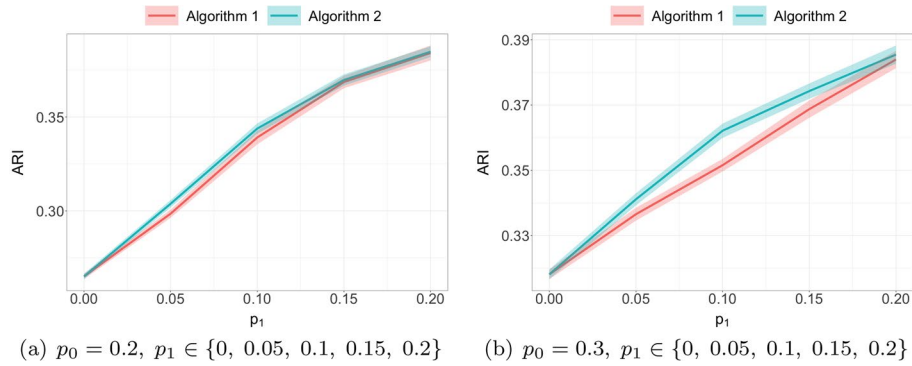 Algorithm 1 Algorithm 2
ARI
0.35
0.30
0.00 0.05 0.10 0.15 0.20
p₁
(a) p₀ = 0.2, p₁ ∈ {0, 0.05, 0.1, 0.15, 0.2}
Algorithm 1 Algorithm 2
ARI
0.39
0.37
0.35
0.33
0.00 0.05 0.10 0.15 0.20
p₁
(b) p₀ = 0.3, p₁ ∈ {0, 0.05, 0.1, 0.15, 0.2}